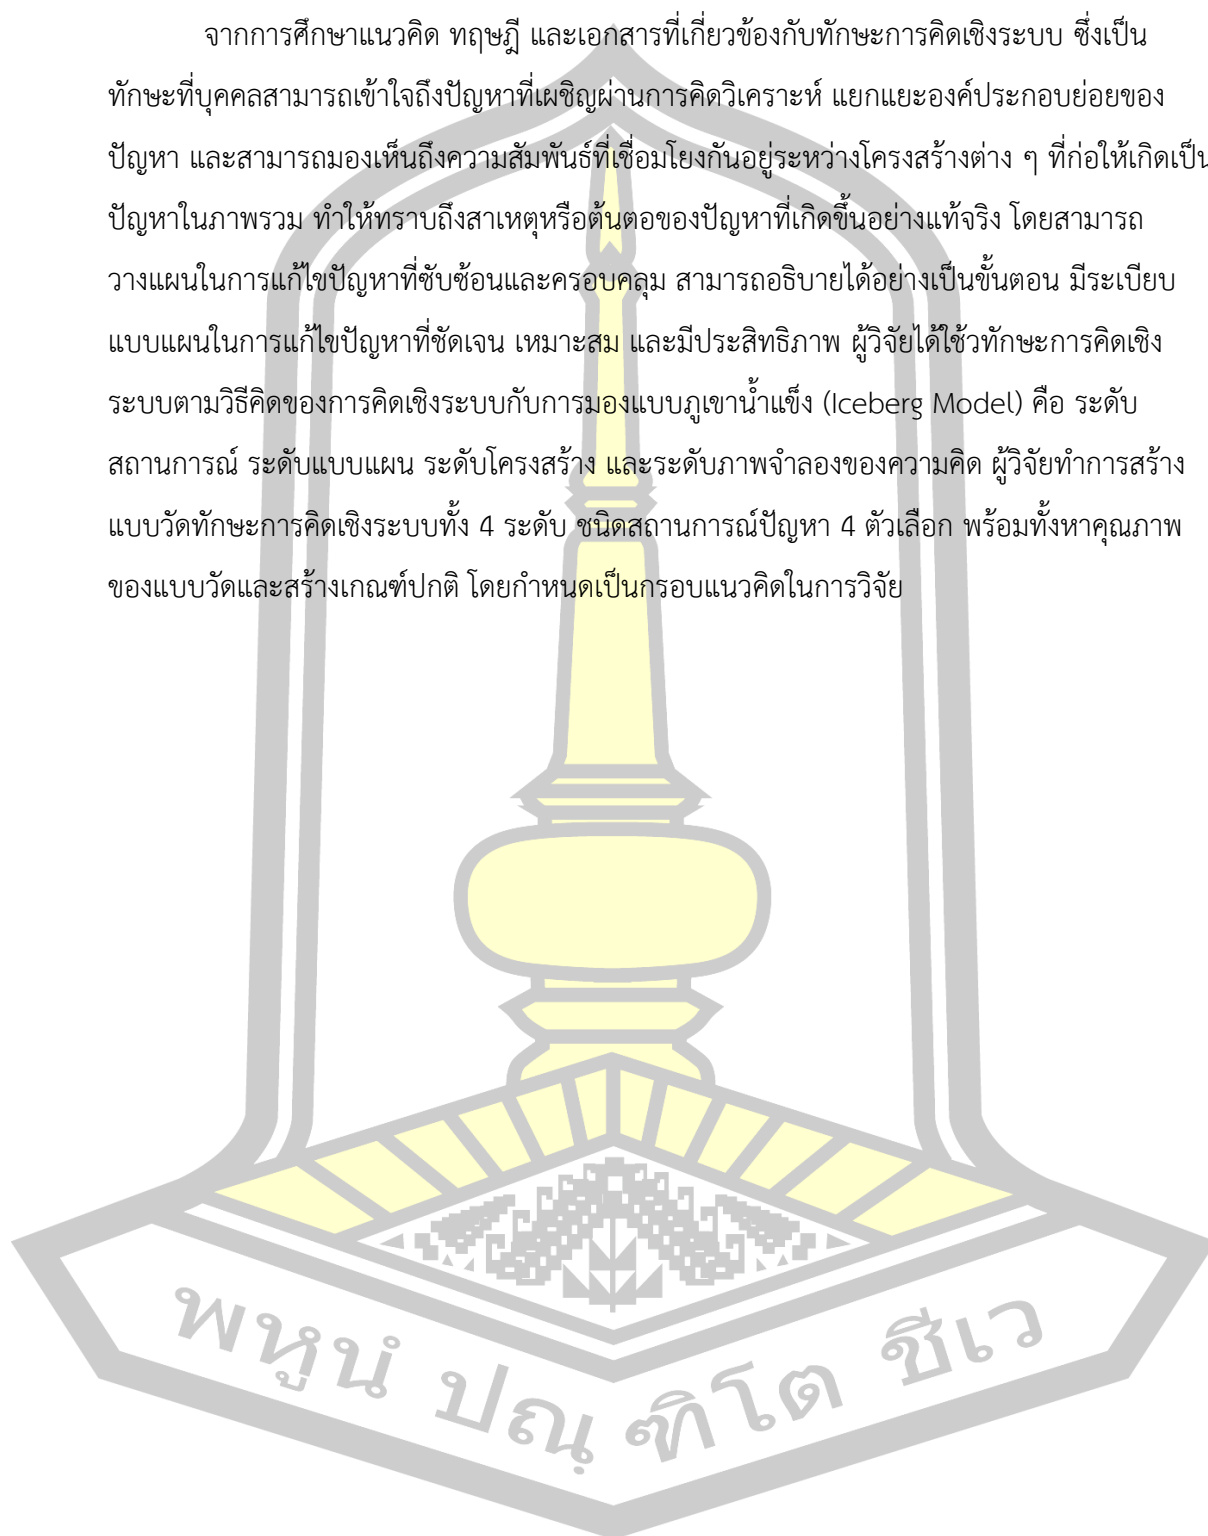 จากการศึกษาแนวคิด ทฤษฎี และเอกสารที่เกี่ยวข้องกับทักษะการคิดเชิงระบบ ซึ่งเป็น
ทักษะที่บุคคลสามารถเข้าใจถึงปัญหาที่เผชิญผ่านการคิดวิเคราะห์ แยกแยะองค์ประกอบย่อยของ
ปัญหา และสามารถมองเห็นถึงความสัมพันธ์ที่เชื่อมโยงกันอยู่ระหว่างโครงสร้างต่าง ๆ ที่ก่อให้เกิดเป็น
ปัญหาในภาพรวม ทำให้ทราบถึงสาเหตุหรือต้นตอของปัญหาที่เกิดขึ้นอย่างแท้จริง โดยสามารถ
วางแผนในการแก้ไขปัญหาที่ซับซ้อนและครอบคลุม สามารถอธิบายได้อย่างเป็นขั้นตอน มีระเบียบ
แบบแผนในการแก้ไขปัญหาที่ชัดเจน เหมาะสม และมีประสิทธิภาพ ผู้วิจัยได้ใช้วทักษะการคิดเชิง
ระบบตามวิธีคิดของการคิดเชิงระบบกับการมองแบบภูเขาน้ำแข็ง (Iceberg Model) คือ ระดับ
สถานการณ์ ระดับแบบแผน ระดับโครงสร้าง และระดับภาพจำลองของความคิด ผู้วิจัยทำการสร้าง
แบบวัดทักษะการคิดเชิงระบบทั้ง 4 ระดับ ชนิดสถานการณ์ปัญหา 4 ตัวเลือก พร้อมทั้งหาคุณภาพ
ของแบบวัดและสร้างเกณฑ์ปกติ โดยกำหนดเป็นกรอบแนวคิดในการวิจัย
พหูนํ ปณฺฑิโต ชีเว